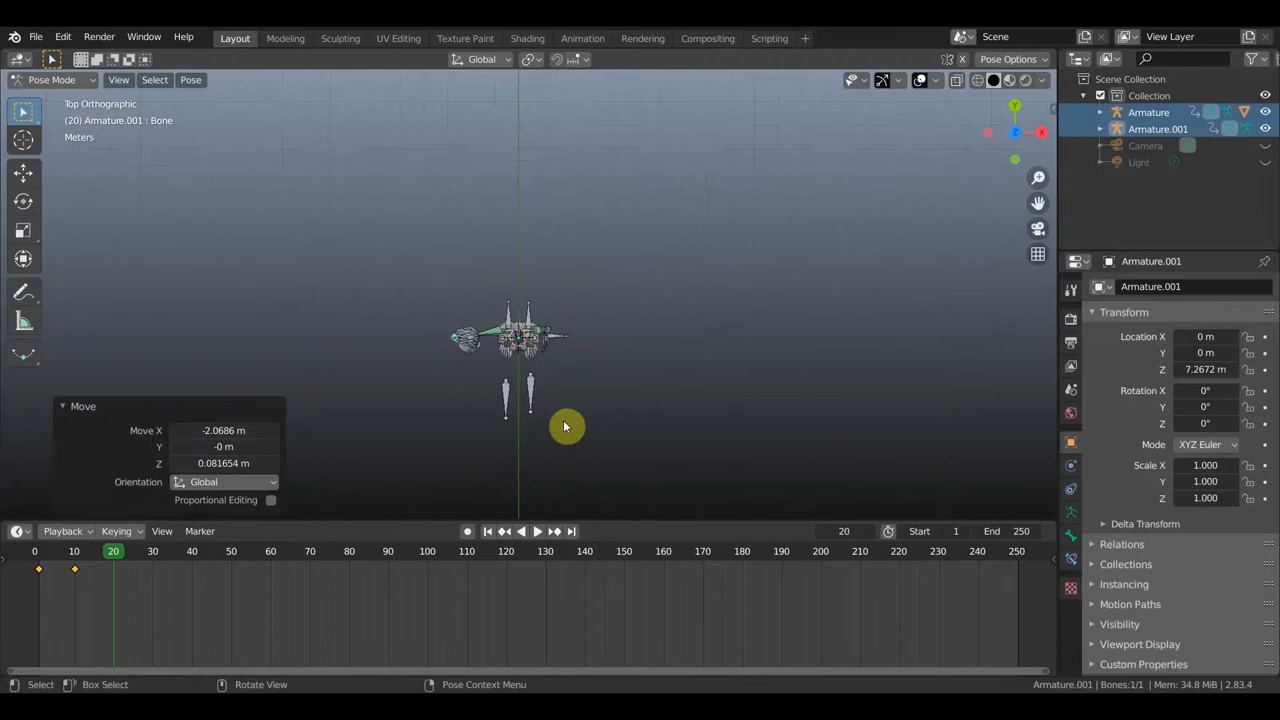 File Edit Render Window Help Layout Modeling Sculpting UV Editing Texture Paint Shading Animation Rendering Compositing Scripting + Scene View Layer
Global Pose Options
Pose Mode View Select Pose
Top Orthographic
(20) Armature.001 : Bone
Meters
Y
X
Z
Scene Collection
Collection
Armature
Armature.001
Camera
Light
Armature.001
Armature.001
Transform
Location X 0 m
Y 0 m
Z 7.2672 m
Rotation X 0°
Y 0°
Z 0°
Mode XYZ Euler
Scale X 1.000
Y 1.000
Z 1.000
Delta Transform
Relations
Collections
Instancing
Motion Paths
Visibility
Viewport Display
Custom Properties
Move
Move X -2.0686 m
Y -0 m
Z 0.081654 m
Orientation Global
Proportional Editing
Playback Keying View Marker 20 Start 1 End 250
0 10 20 30 40 50 60 70 80 90 100 110 120 130 140 150 160 170 180 190 200 210 220 230 240 250
Select Box Select Rotate View Pose Context Menu Armature.001 | Bones:1/1 | Mem: 34.8 MiB | 2.83.4